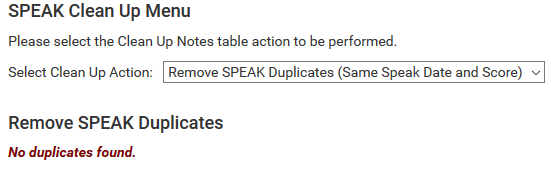 SPEAK Clean Up Menu
Please select the Clean Up Notes table action to be performed.
Select Clean Up Action: Remove SPEAK Duplicates (Same Speak Date and Score)
Remove SPEAK Duplicates
No duplicates found.